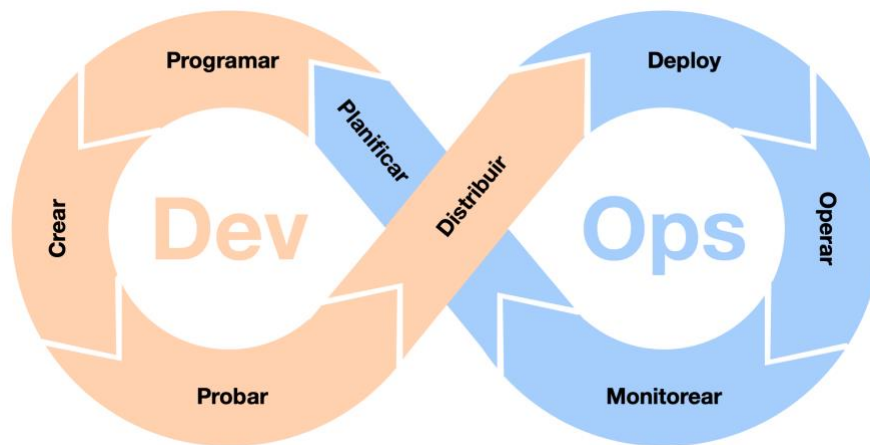 Programar
Planificar
Deploy
Crear
Dev
Distribuir
Ops
Operar
Probar
Monitorear